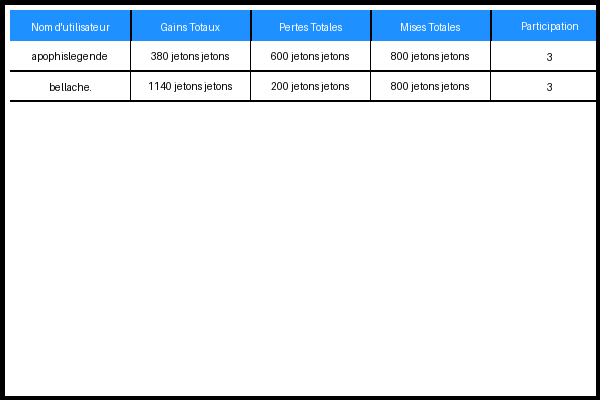 Nom d'utilisateur Gains Totaux Pertes Totales Mises Totales Participation
apophislegende 380 jetons jetons 600 jetons jetons 800 jetons jetons 3
bellache. 1140 jetons jetons 200 jetons jetons 800 jetons jetons 3